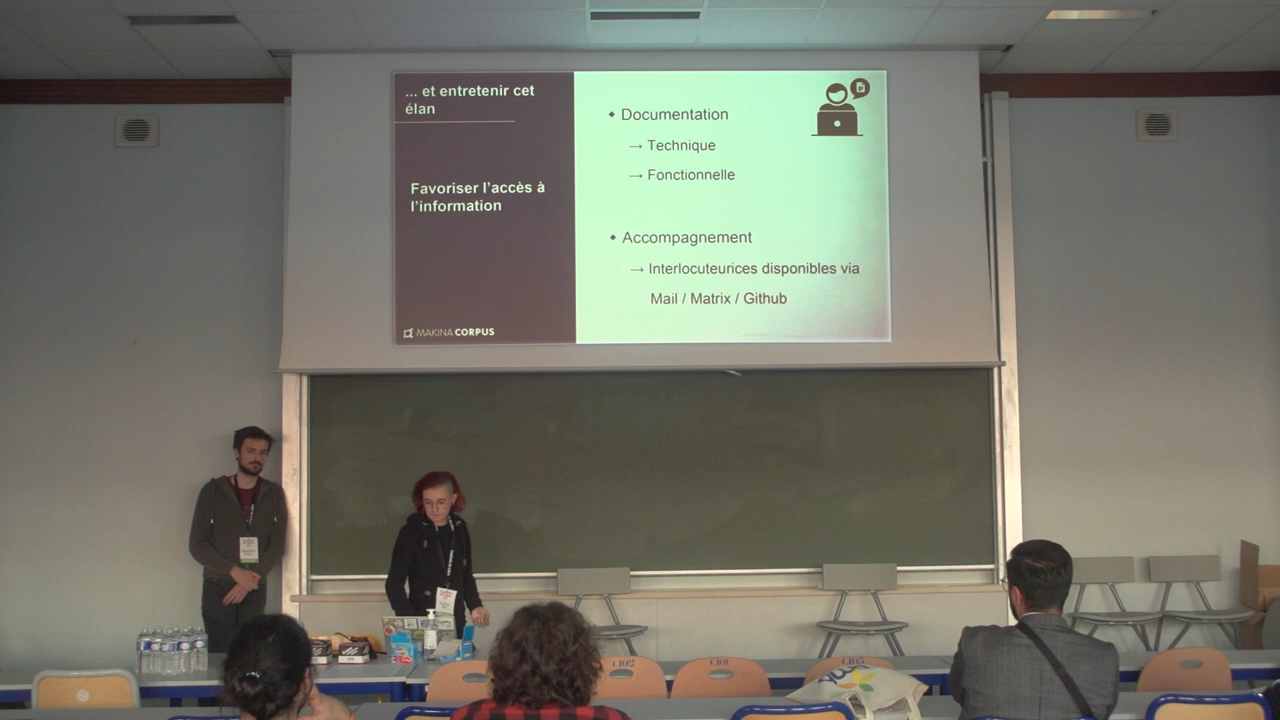 ... et entretenir cet
élan
Favoriser l'accès à
l'information
MAKINA CORPUS
◆ Documentation
→ Technique
→ Fonctionnelle
◆ Accompagnement
→ Interlocuteurices disponibles via
Mail / Matrix / Github